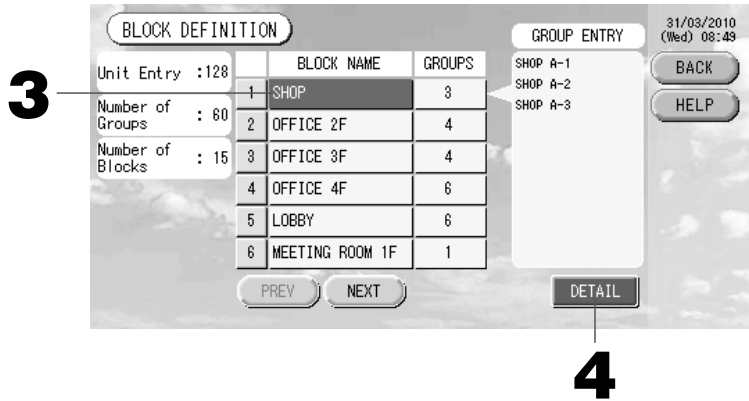 BLOCK DEFINITION
31/03/2010
(Wed) 08:49
Unit Entry :128
Number of
Groups : 60
Number of
Blocks : 15
BLOCK NAME GROUPS
1 SHOP 3
2 OFFICE 2F 4
3 OFFICE 3F 4
4 OFFICE 4F 6
5 LOBBY 6
6 MEETING ROOM 1F 1
PREV NEXT
GROUP ENTRY
SHOP A-1
SHOP A-2
SHOP A-3
DETAIL
BACK
HELP
3
4